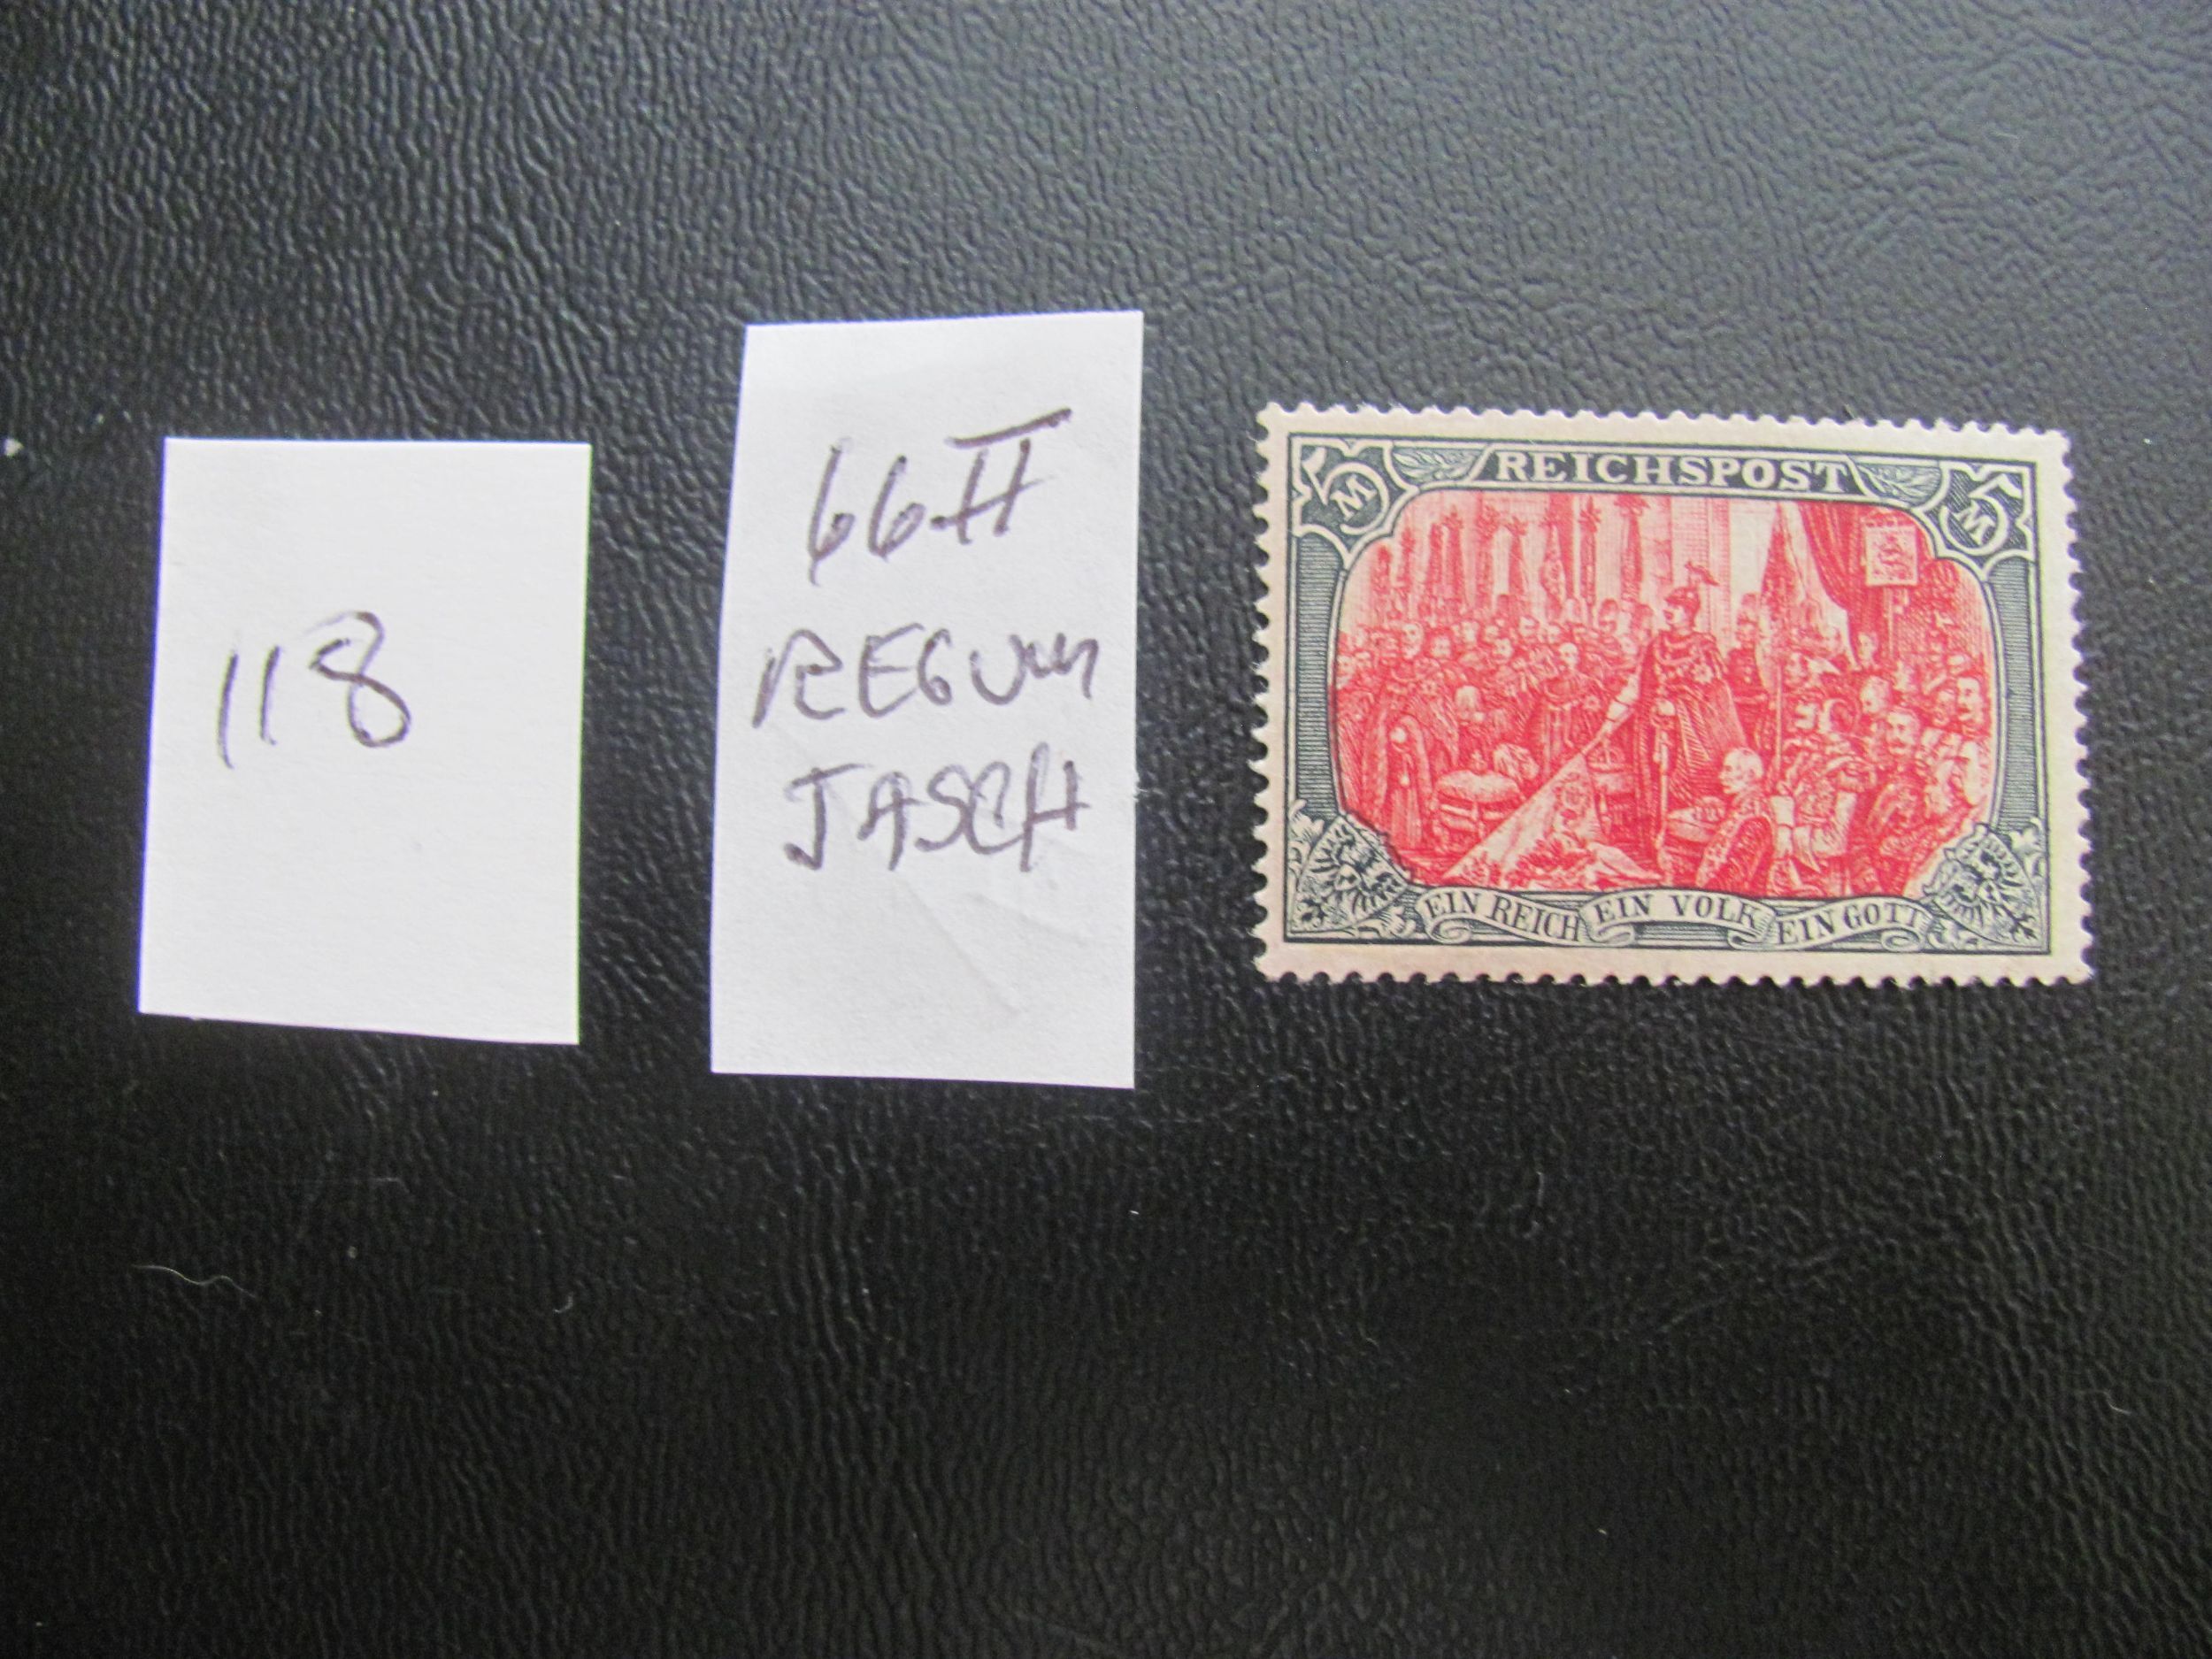 118
66 II
REGUM
JASCH
REICHSPOST
5 M
5 M
EIN REICH EIN VOLK EIN GOTT